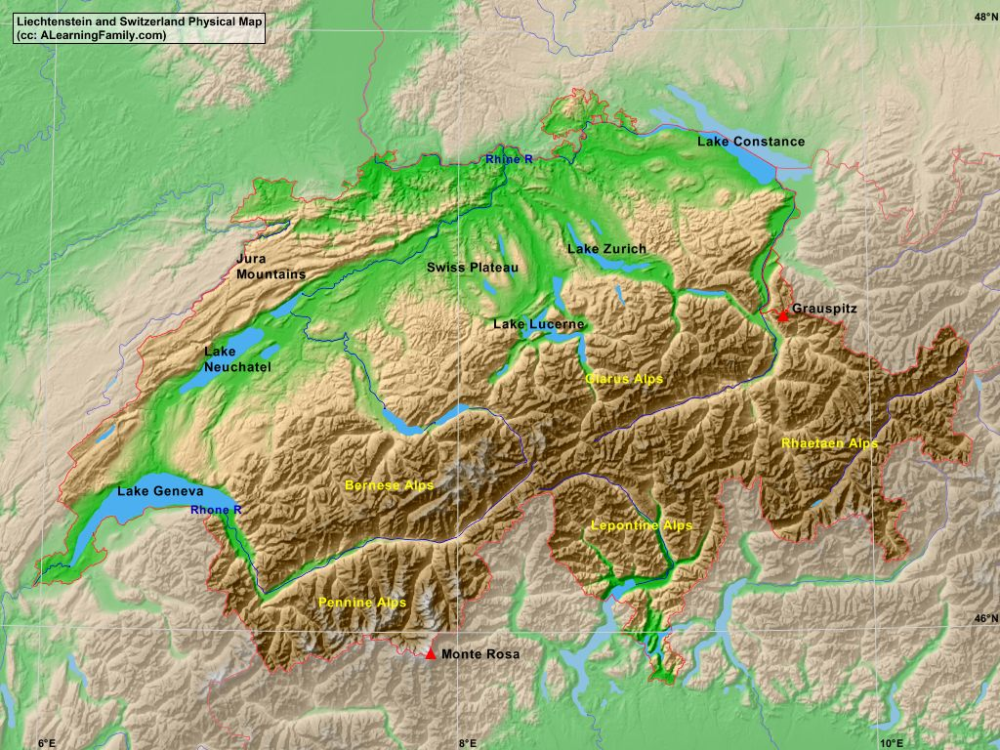 Liechtenstein and Switzerland Physical Map
(cc: ALearningFamily.com)
48°N
Lake Constance
Rhine R
Lake Zurich
Jura
Mountains
Swiss Plateau
Grauspitz
Lake Lucerne
Lake
Neuchatel
Glarus Alps
Rhaetaen Alps
Bernese Alps
Lake Geneva
Rhone R
Lepontine Alps
Pennine Alps
46°N
Monte Rosa
6°E
8°E
10°E